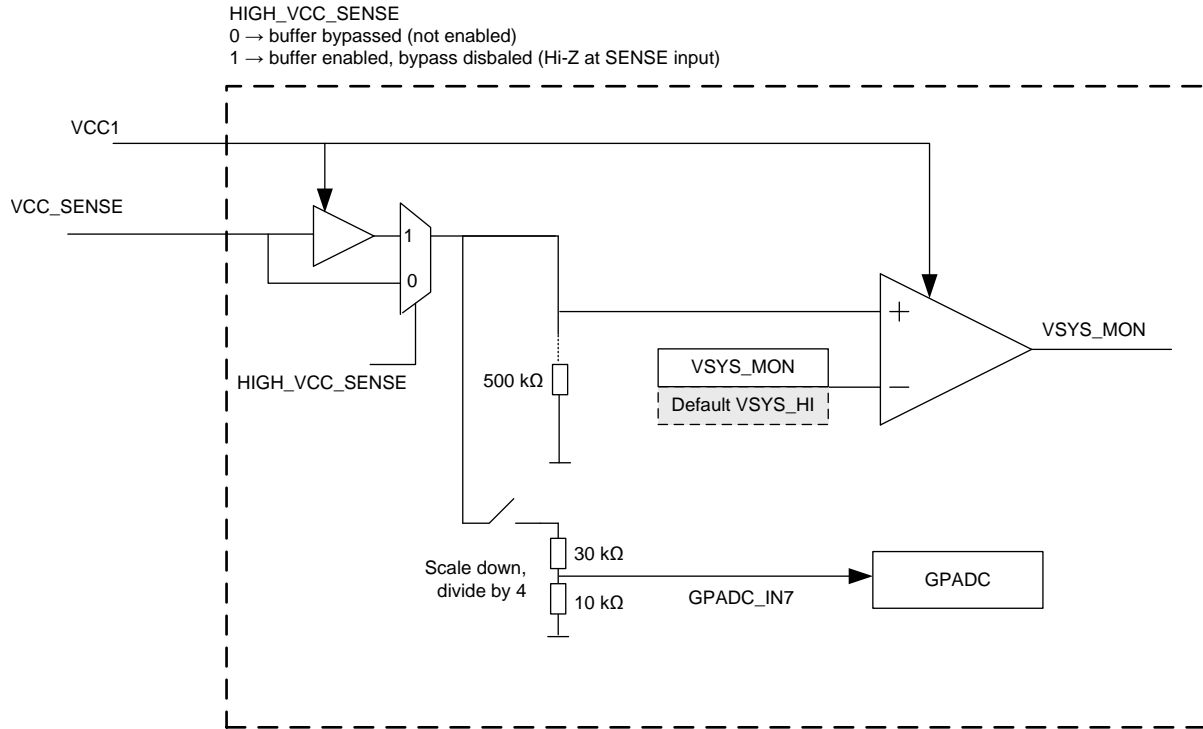 HIGH_VCC_SENSE
0 → buffer bypassed (not enabled)
1 → buffer enabled, bypass disbaled (Hi-Z at SENSE input)
VCC1
VCC_SENSE
1
0
HIGH_VCC_SENSE
+
−
VSYS_MON
VSYS_MON
Default VSYS_HI
500 kΩ
Scale down,
divide by 4
30 kΩ
10 kΩ
GPADC_IN7
GPADC